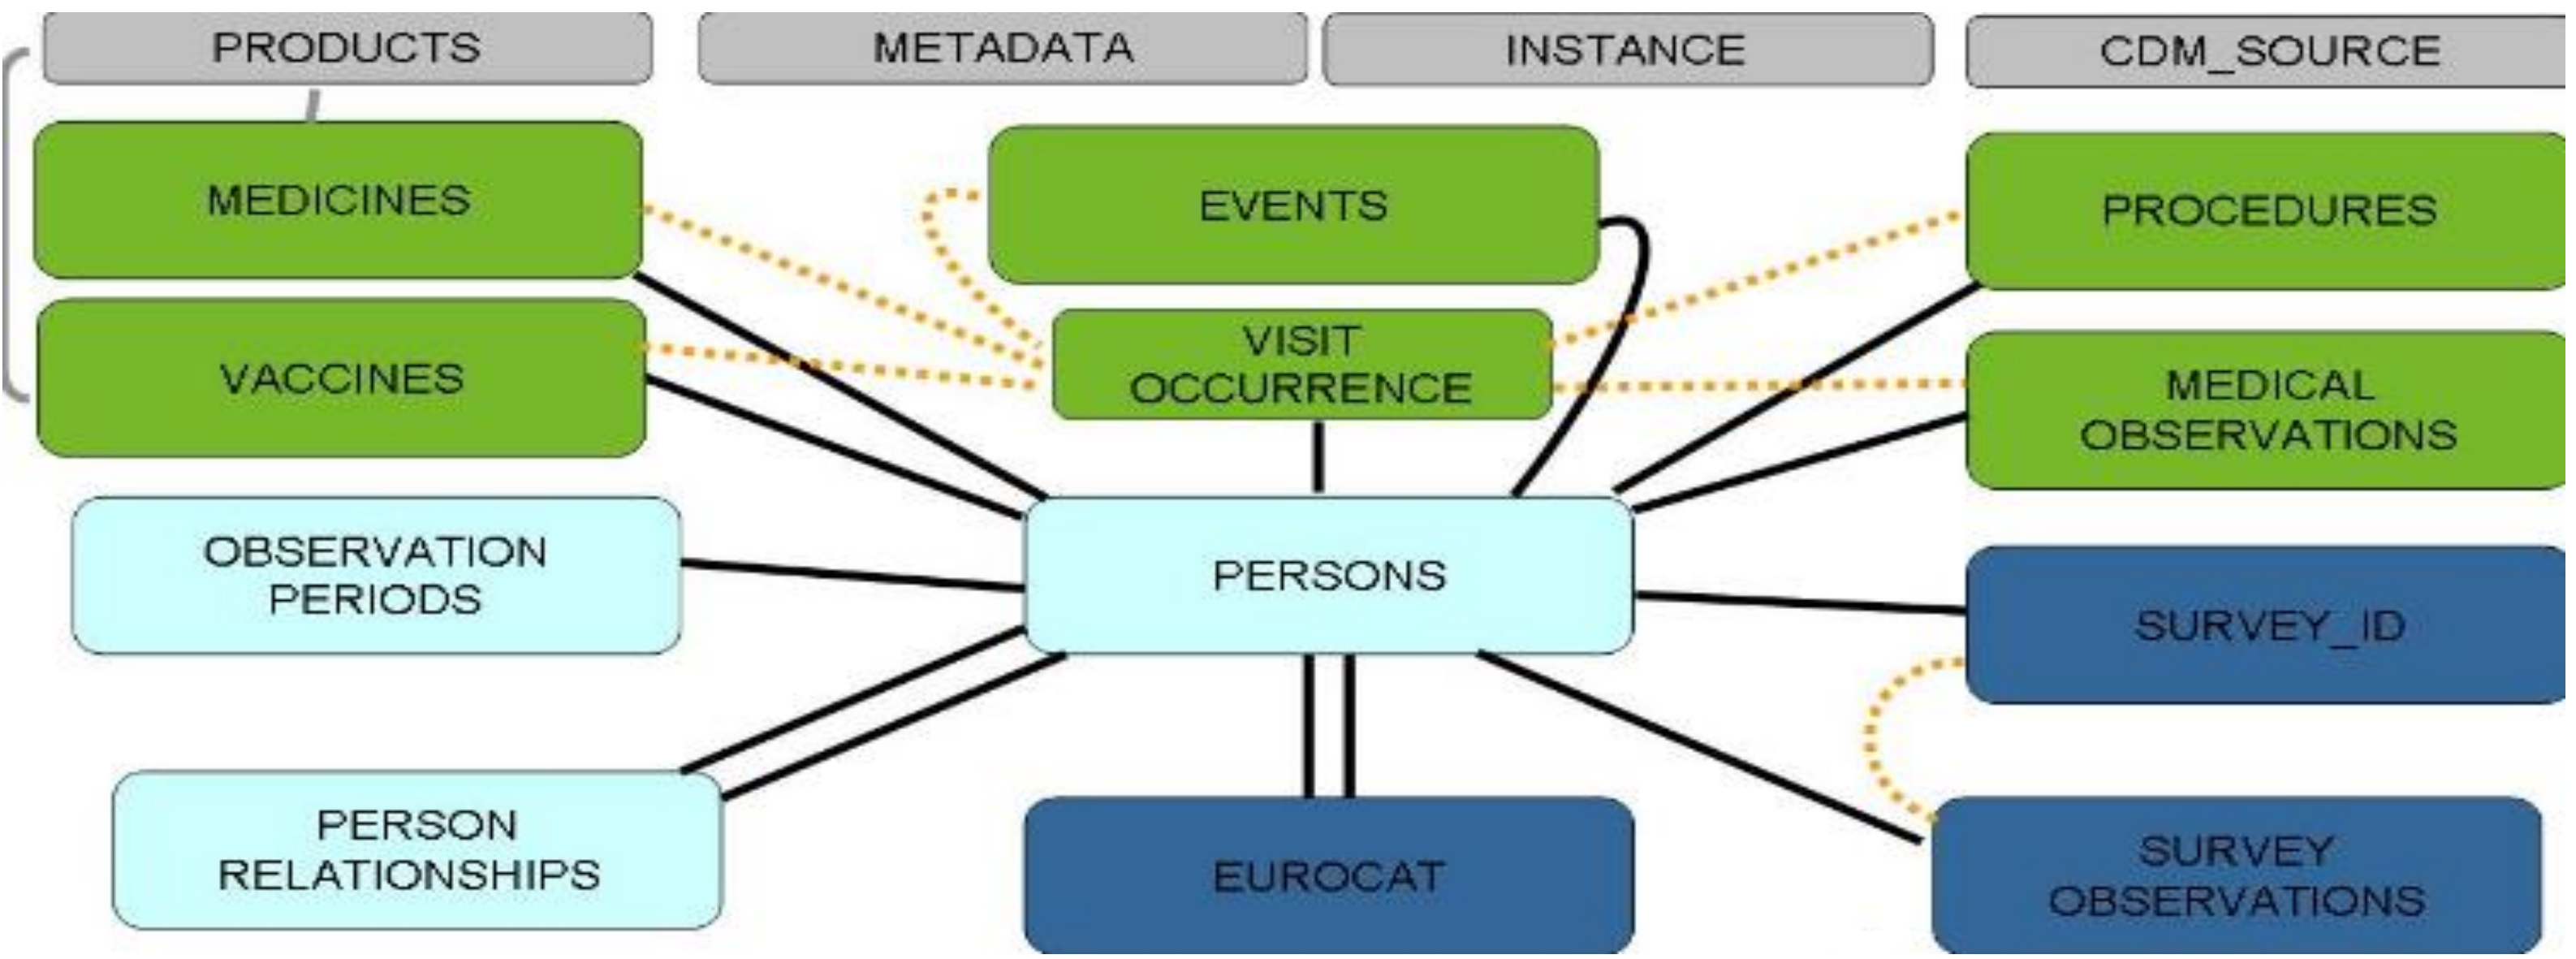 PRODUCTS
METADATA
INSTANCE
CDM_SOURCE
MEDICINES
EVENTS
PROCEDURES
VACCINES
VISIT
OCCURRENCE
MEDICAL
OBSERVATIONS
OBSERVATION
PERIODS
PERSONS
SURVEY_ID
PERSON
RELATIONSHIPS
EUROCAT
SURVEY
OBSERVATIONS